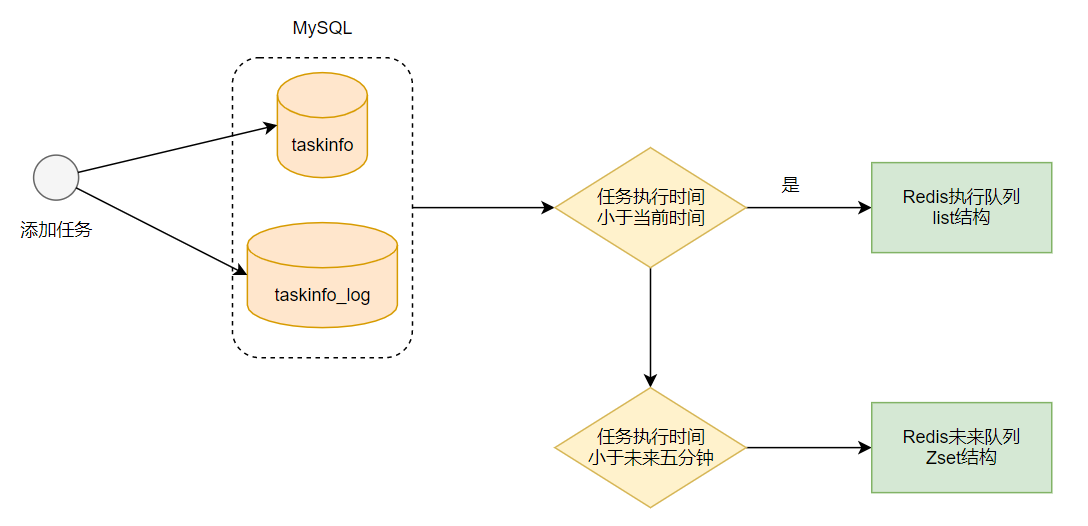 MySQL
taskinfo
添加任务
taskinfo_log
任务执行时间
小于当前时间
是
Redis执行队列
list结构
任务执行时间
小于未来五分钟
Redis未来队列
Zset结构